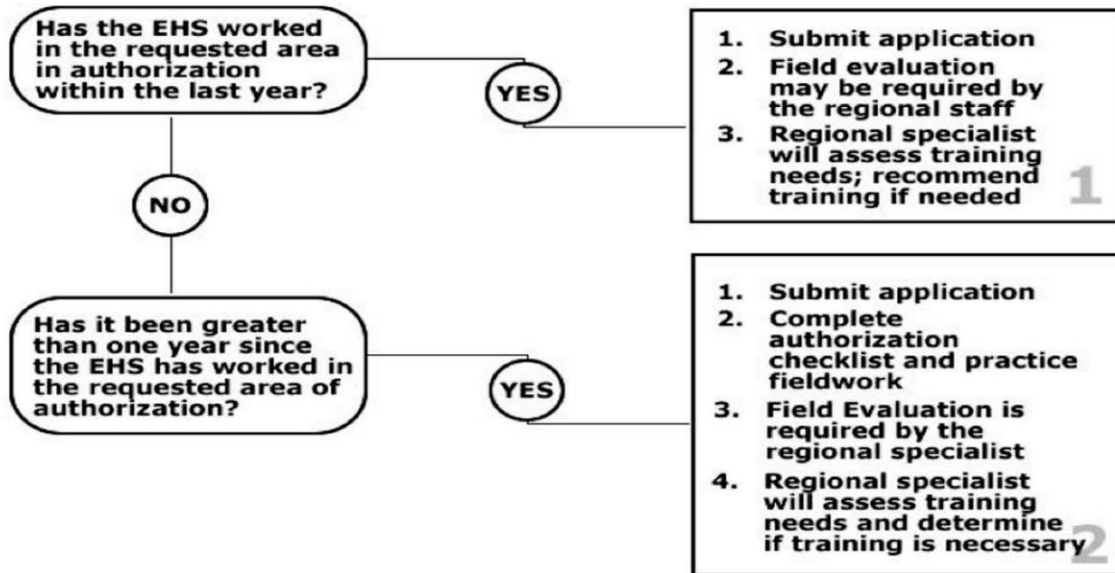 Has the EHS worked
in the requested area
in authorization
within the last year?
YES
1. Submit application
2. Field evaluation
may be required by
the regional staff
3. Regional specialist
will assess training
needs; recommend
training if needed
1
NO
Has it been greater
than one year since
the EHS has worked in
the requested area of
authorization?
YES
1. Submit application
2. Complete
authorization
checklist and practice
fieldwork
3. Field Evaluation is
required by the
regional specialist
4. Regional specialist
will assess training
needs and determine
if training is necessary
2